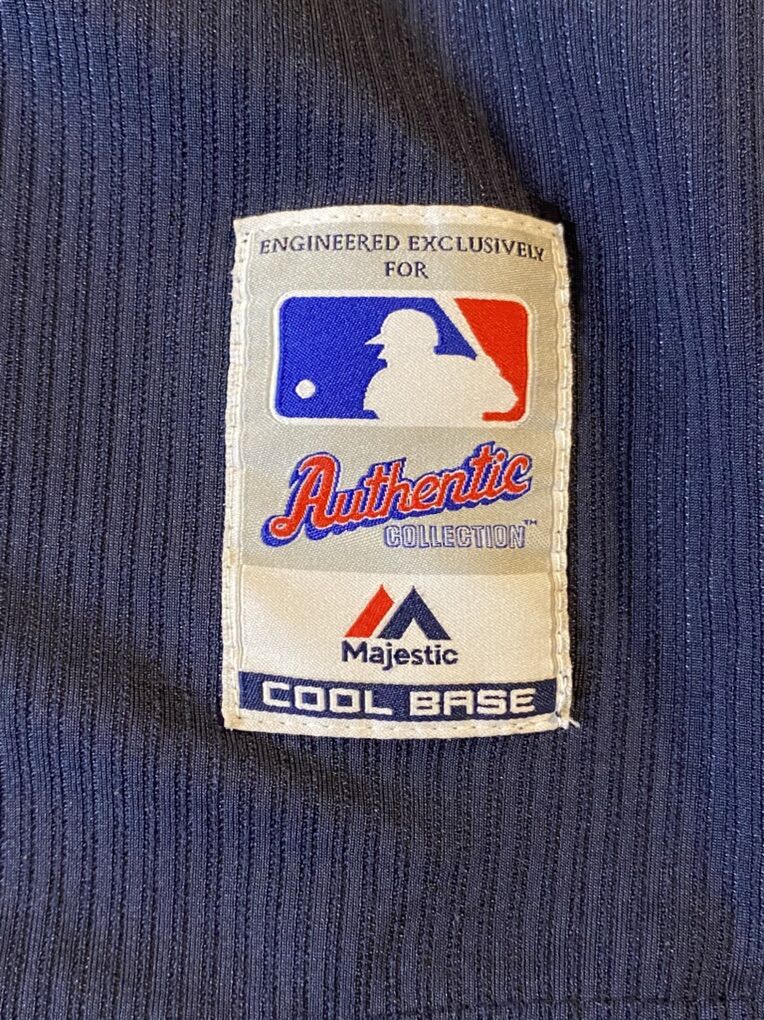 ENGINEERED EXCLUSIVELY
FOR
Authentic
COLLECTION™
Majestic
COOL BASE